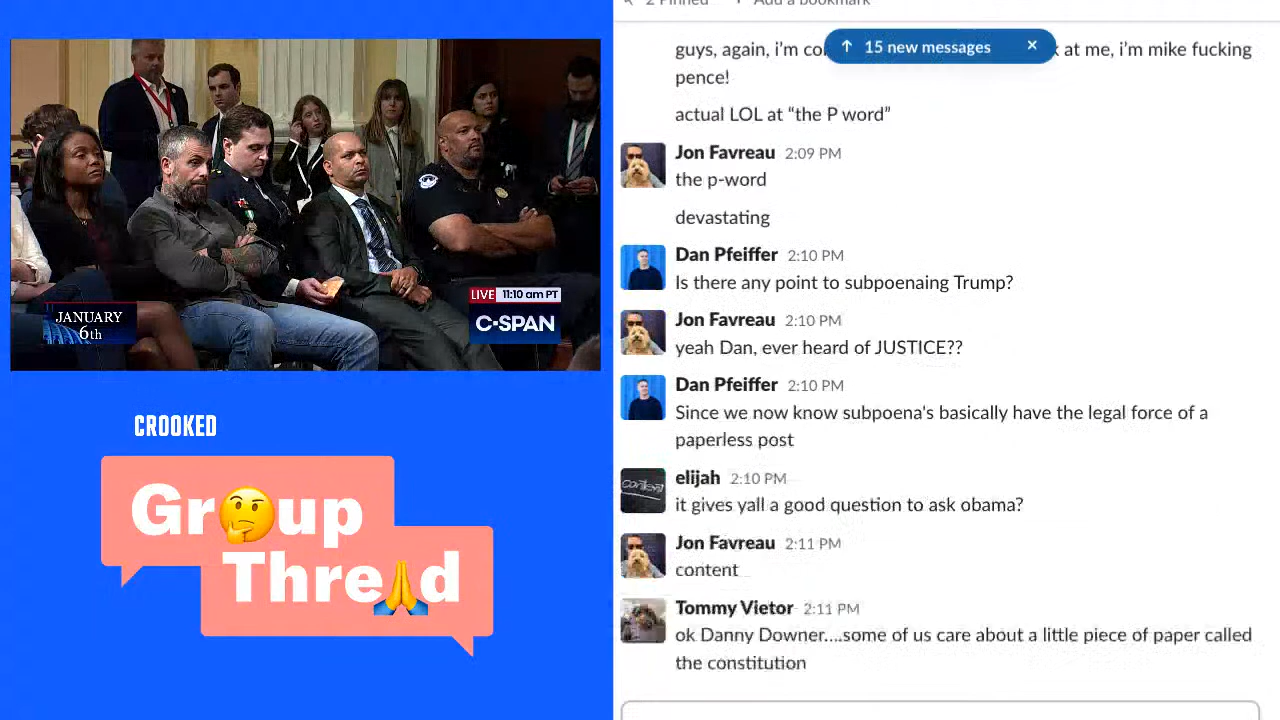 2 Pinned + Add a bookmark
guys, again, i'm co at me, i'm mike fucking
↑ 15 new messages ×
pence!
actual LOL at “the P word”
Jon Favreau 2:09 PM
the p-word
devastating
Dan Pfeiffer 2:10 PM
Is there any point to subpoenaing Trump?
Jon Favreau 2:10 PM
yeah Dan, ever heard of JUSTICE??
Dan Pfeiffer 2:10 PM
Since we now know subpoena's basically have the legal force of a
paperless post
elijah 2:10 PM
it gives yall a good question to ask obama?
Jon Favreau 2:11 PM
content
Tommy Vietor 2:11 PM
ok Danny Downer....some of us care about a little piece of paper called
the constitution
LIVE 11:10 am PT
C-SPAN
JANUARY
6th
CROOKED
Gr🤔up
Thre🙏d
content